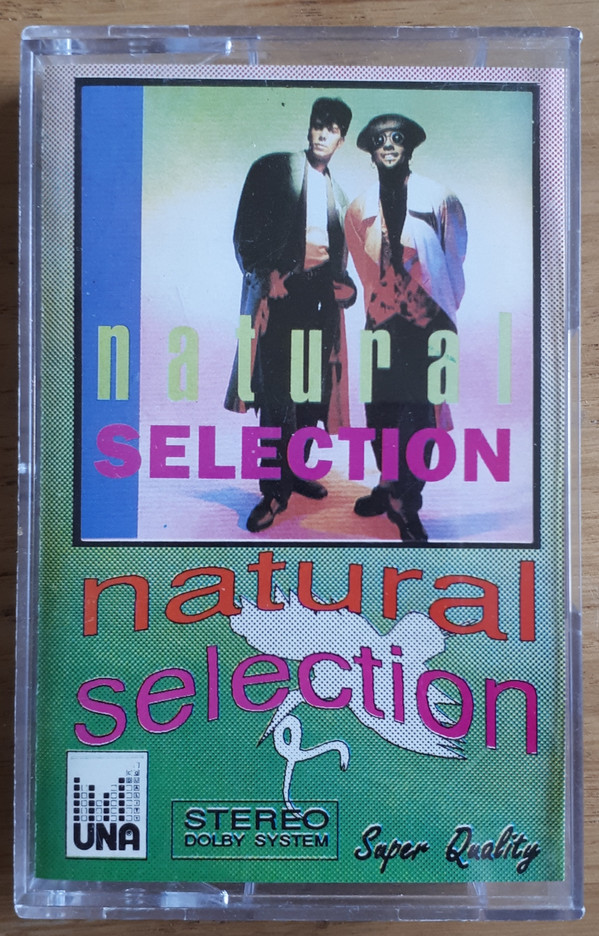 natural
SELECTION
natural
selection
UNA
STEREO
DOLBY SYSTEM
Super Quality